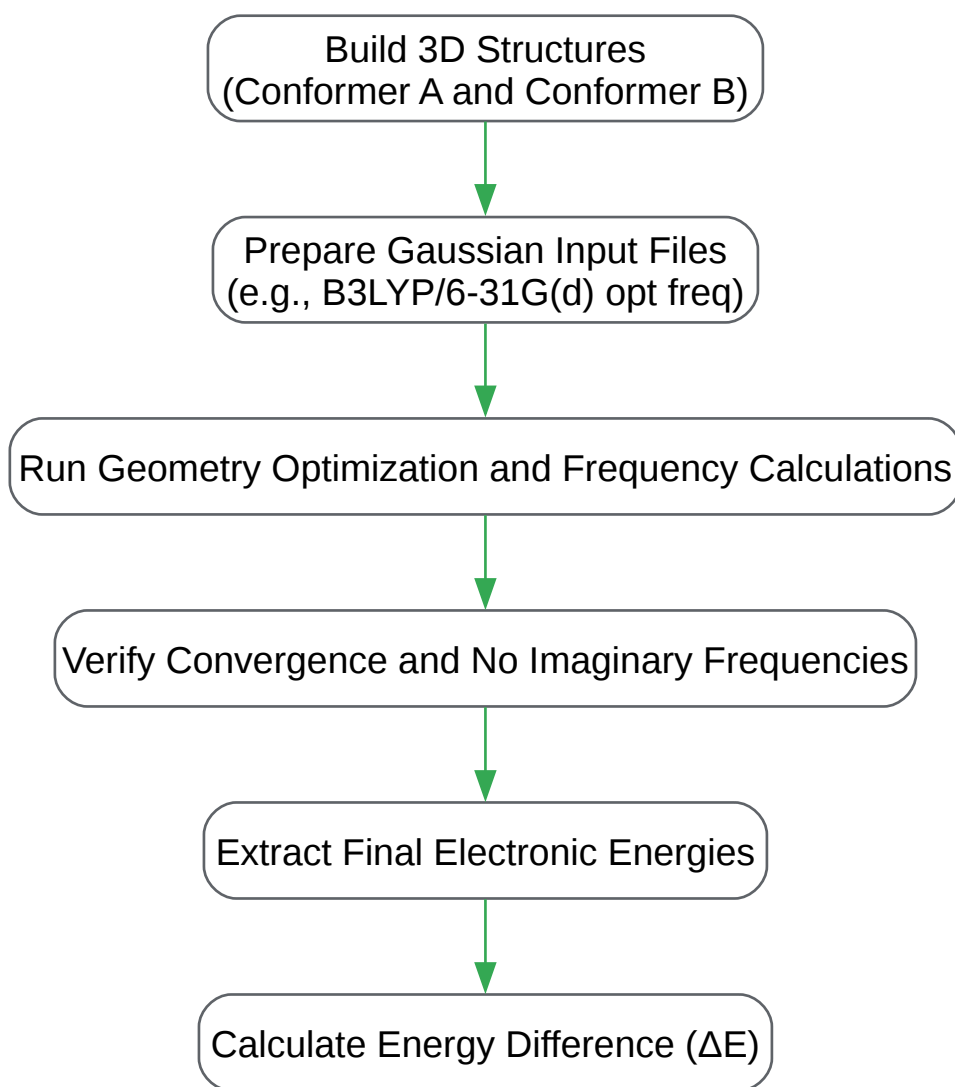 Build 3D Structures
(Conformer A and Conformer B)
Prepare Gaussian Input Files
(e.g., B3LYP/6-31G(d) opt freq)
Run Geometry Optimization and Frequency Calculations
Verify Convergence and No Imaginary Frequencies
Extract Final Electronic Energies
Calculate Energy Difference (ΔE)